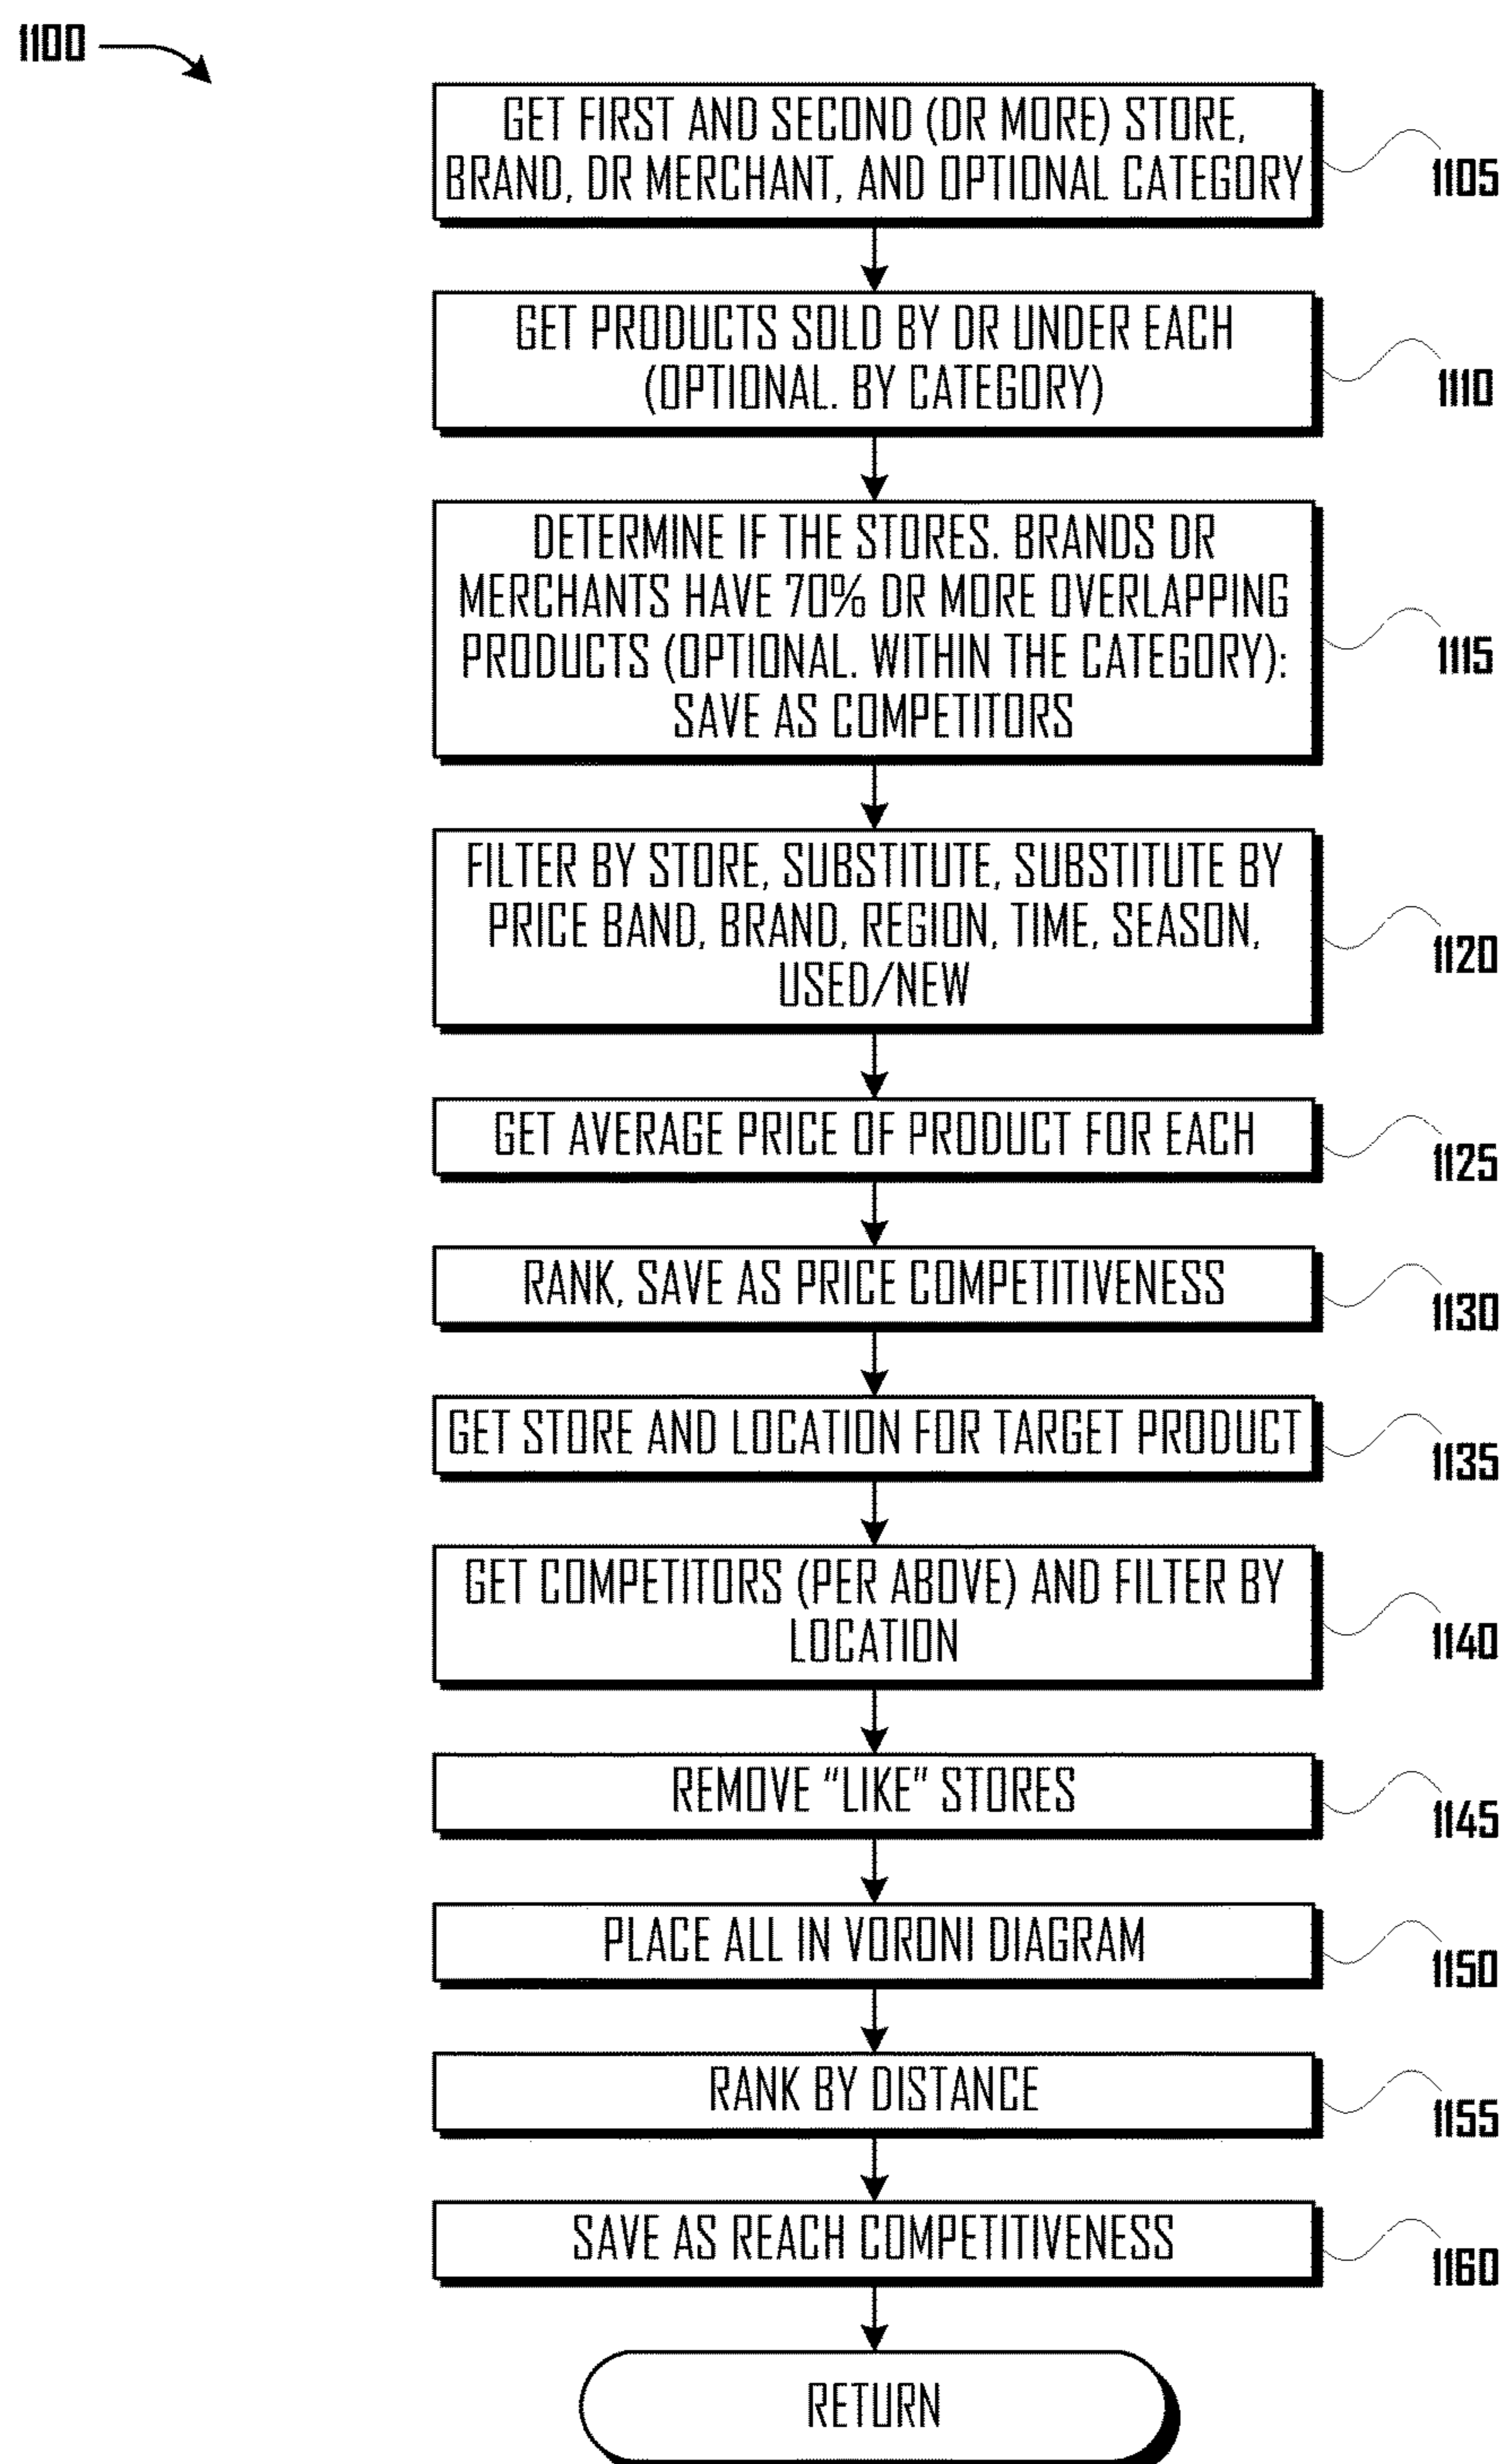 1100
GET FIRST AND SECOND (OR MORE) STORE,
BRAND, OR MERCHANT, AND OPTIONAL CATEGORY
1105
GET PRODUCTS SOLD BY OR UNDER EACH
(OPTIONAL. BY CATEGORY)
1110
DETERMINE IF THE STORES. BRANDS OR
MERCHANTS HAVE 70% OR MORE OVERLAPPING
PRODUCTS (OPTIONAL. WITHIN THE CATEGORY):
SAVE AS COMPETITORS
1115
FILTER BY STORE, SUBSTITUTE, SUBSTITUTE BY
PRICE BAND, BRAND, REGION, TIME, SEASON,
USED/NEW
1120
GET AVERAGE PRICE OF PRODUCT FOR EACH
1125
RANK, SAVE AS PRICE COMPETITIVENESS
1130
GET STORE AND LOCATION FOR TARGET PRODUCT
1135
GET COMPETITORS (PER ABOVE) AND FILTER BY
LOCATION
1140
REMOVE "LIKE" STORES
1145
PLACE ALL IN VORONI DIAGRAM
1150
RANK BY DISTANCE
1155
SAVE AS REACH COMPETITIVENESS
1160
RETURN